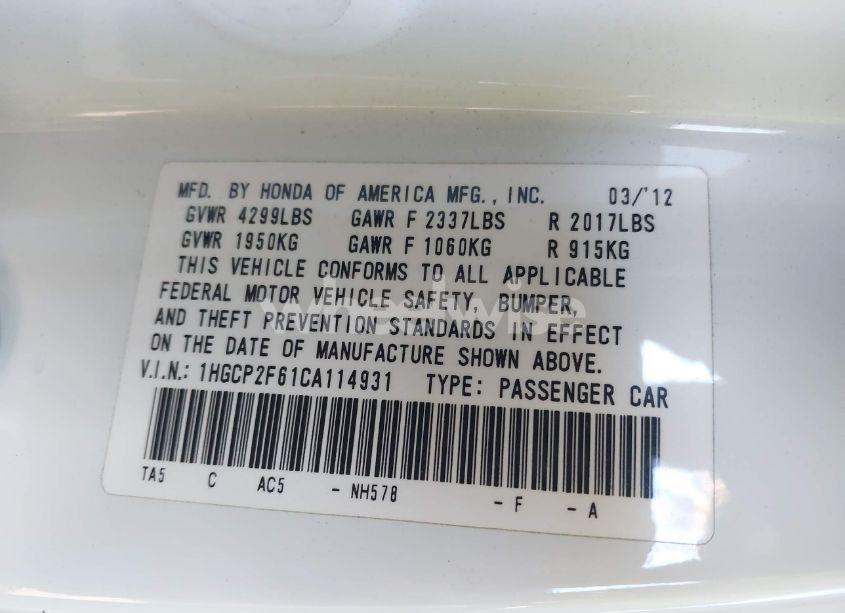 MFD. BY HONDA OF AMERICA MFG., INC. 03/'12
GVWR 4299LBS GAWR F 2337LBS R 2017LBS
GVWR 1950KG GAWR F 1060KG R 915KG
THIS VEHICLE CONFORMS TO ALL APPLICABLE
FEDERAL MOTOR VEHICLE SAFETY, BUMPER,
AND THEFT PREVENTION STANDARDS IN EFFECT
ON THE DATE OF MANUFACTURE SHOWN ABOVE.
V.I.N.: 1HGCP2F61CA114931 TYPE: PASSENGER CAR
TA5 C AC5 - NH578 - F - A
wheelwise